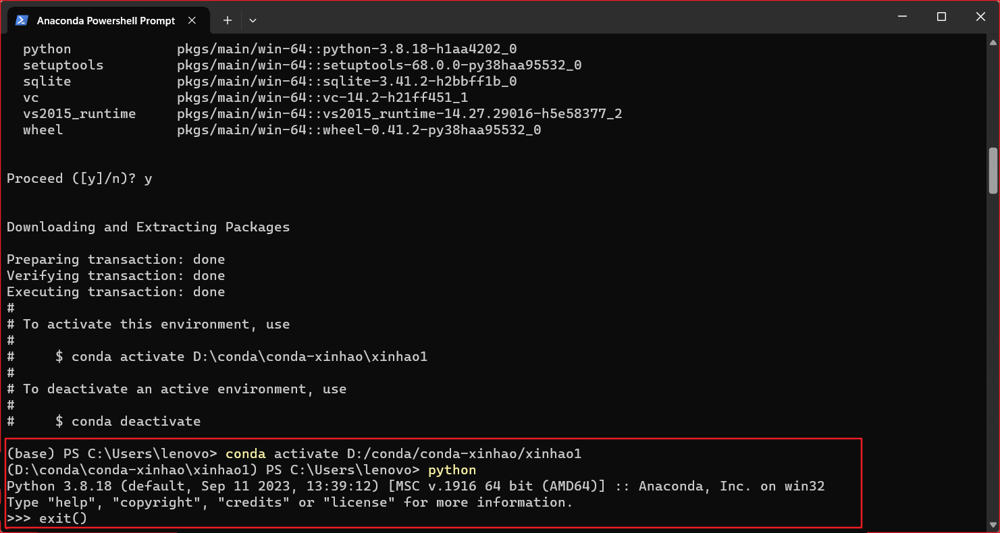 Anaconda Powershell Prompt
python pkgs/main/win-64::python-3.8.18-h1aa4202_0
setuptools pkgs/main/win-64::setuptools-68.0.0-py38haa95532_0
sqlite pkgs/main/win-64::sqlite-3.41.2-h2bbff1b_0
vc pkgs/main/win-64::vc-14.2-h21ff451_1
vs2015_runtime pkgs/main/win-64::vs2015_runtime-14.27.29016-h5e58377_2
wheel pkgs/main/win-64::wheel-0.41.2-py38haa95532_0
Proceed ([y]/n)? y
Downloading and Extracting Packages
Preparing transaction: done
Verifying transaction: done
Executing transaction: done
#
# To activate this environment, use
#
# $ conda activate D:\conda\conda-xinhao\xinhao1
#
# To deactivate an active environment, use
#
# $ conda deactivate
(base) PS C:\Users\lenovo> conda activate D:/conda/conda-xinhao/xinhao1
(D:\conda\conda-xinhao\xinhao1) PS C:\Users\lenovo> python
Python 3.8.18 (default, Sep 11 2023, 13:39:12) [MSC v.1916 64 bit (AMD64)] :: Anaconda, Inc. on win32
Type "help", "copyright", "credits" or "license" for more information.
>>> exit()